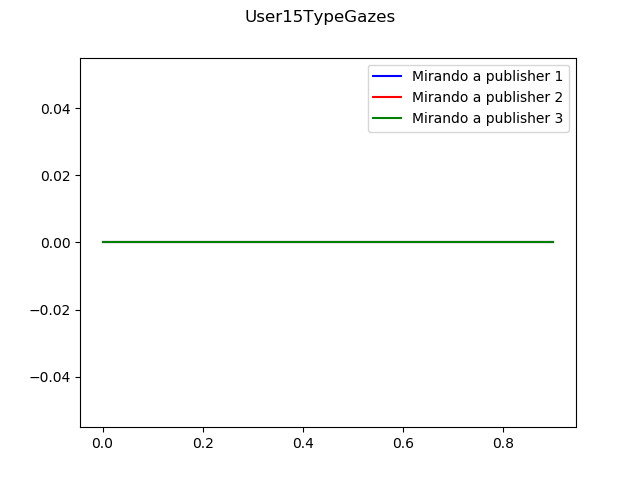 User15TypeGazes
Mirando a publisher 1
Mirando a publisher 2
Mirando a publisher 3
0.04
0.02
0.00
−0.02
−0.04
0.0 0.2 0.4 0.6 0.8